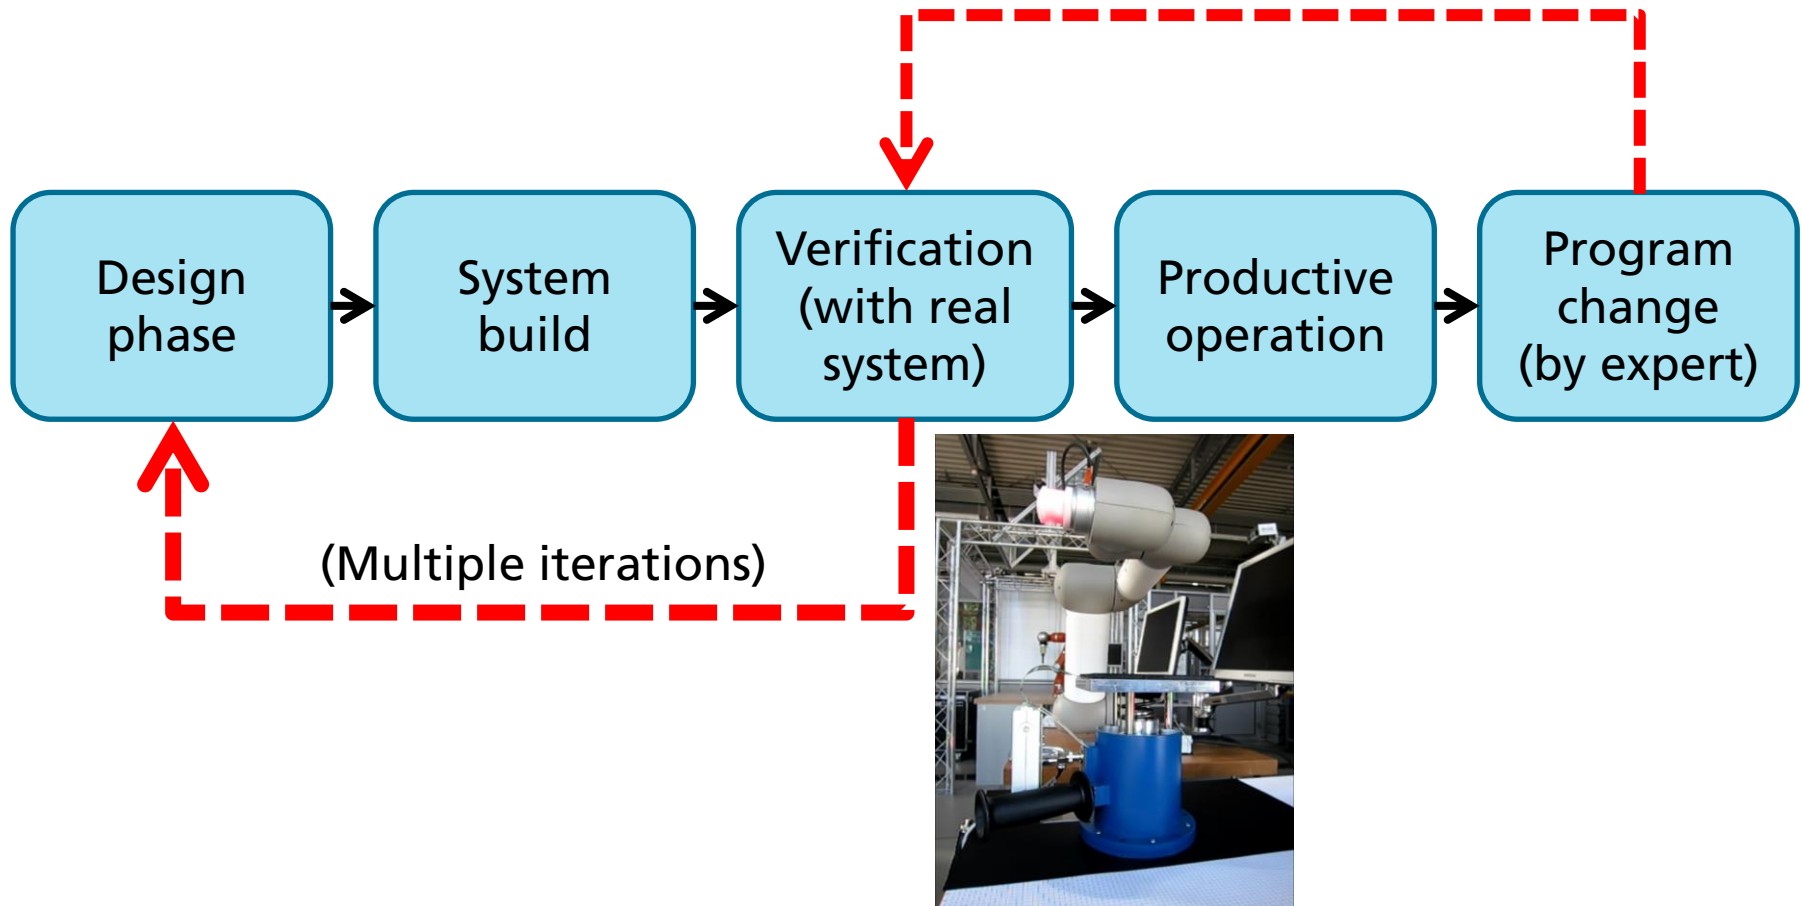 Design
phase
System
build
Verification
(with real
system)
Productive
operation
Program
change
(by expert)
(Multiple iterations)